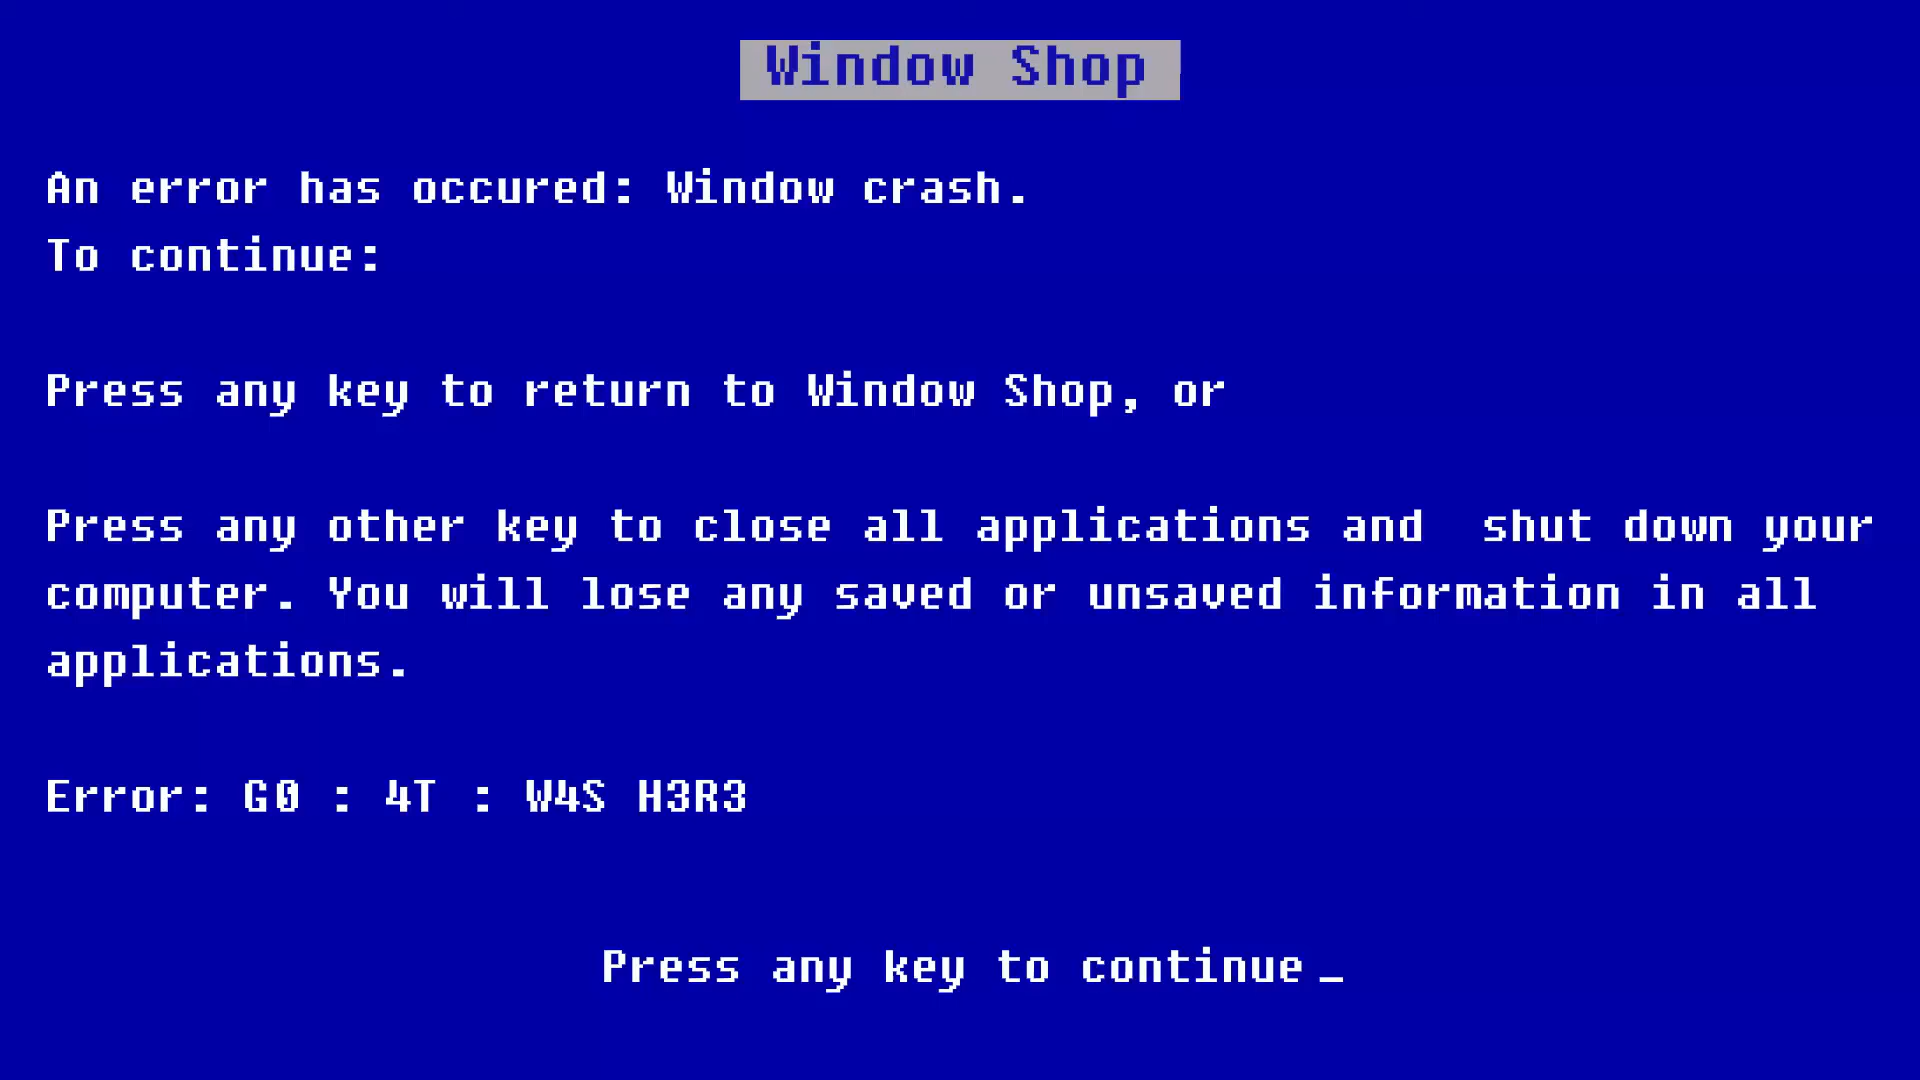 Window Shop
An error has occured: Window crash.
To continue:
Press any key to return to Window Shop, or
Press any other key to close all applications and  shut down your
computer. You will lose any saved or unsaved information in all
applications.
Error: G0 : 4T : W4S H3R3
Press any key to continue _